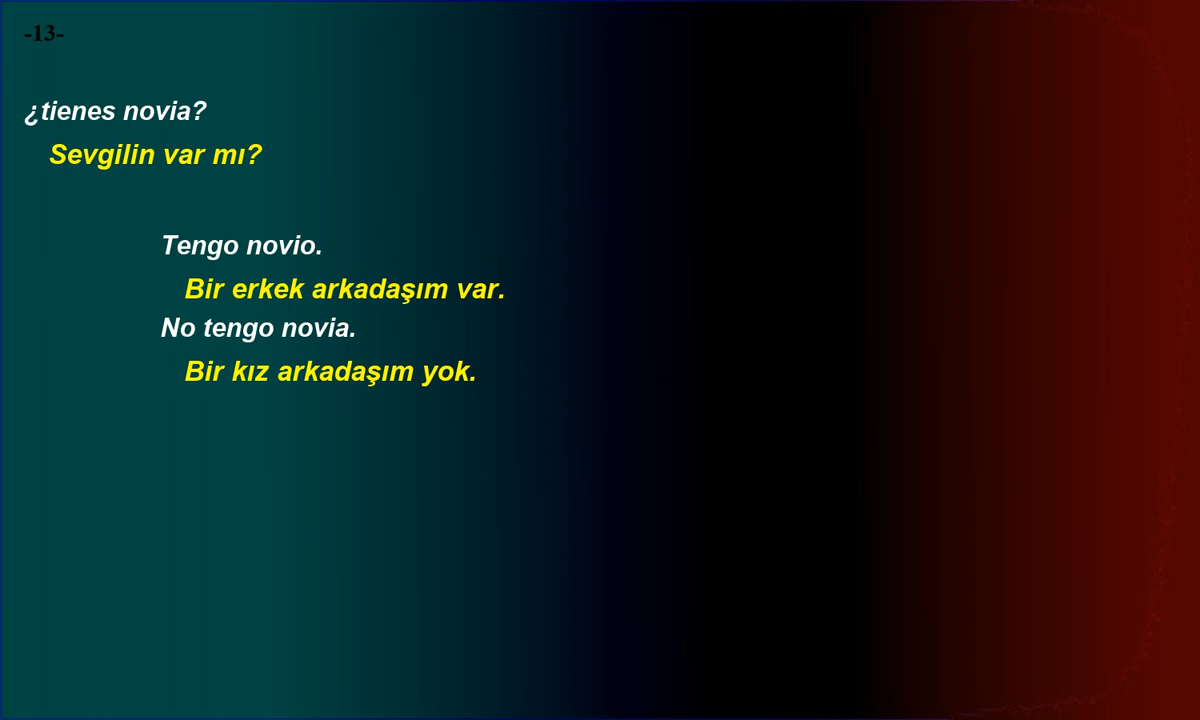 -13-
¿tienes novia?
Sevgilin var mı?
Tengo novio.
Bir erkek arkadaşım var.
No tengo novia.
Bir kız arkadaşım yok.